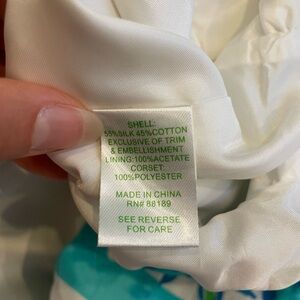 SHELL:
55%SILK 45%COTTON
EXCLUSIVE OF TRIM
& EMBELLISHMENT
LINING:100%ACETATE
CORSET:
100%POLYESTER
MADE IN CHINA
RN# 88189
SEE REVERSE
FOR CARE